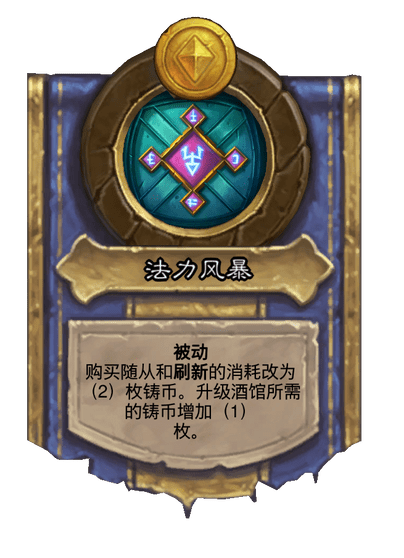 法力风暴
被动
购买随从和刷新的消耗改为
（2）枚铸币。升级酒馆所需
的铸币增加（1）
枚。